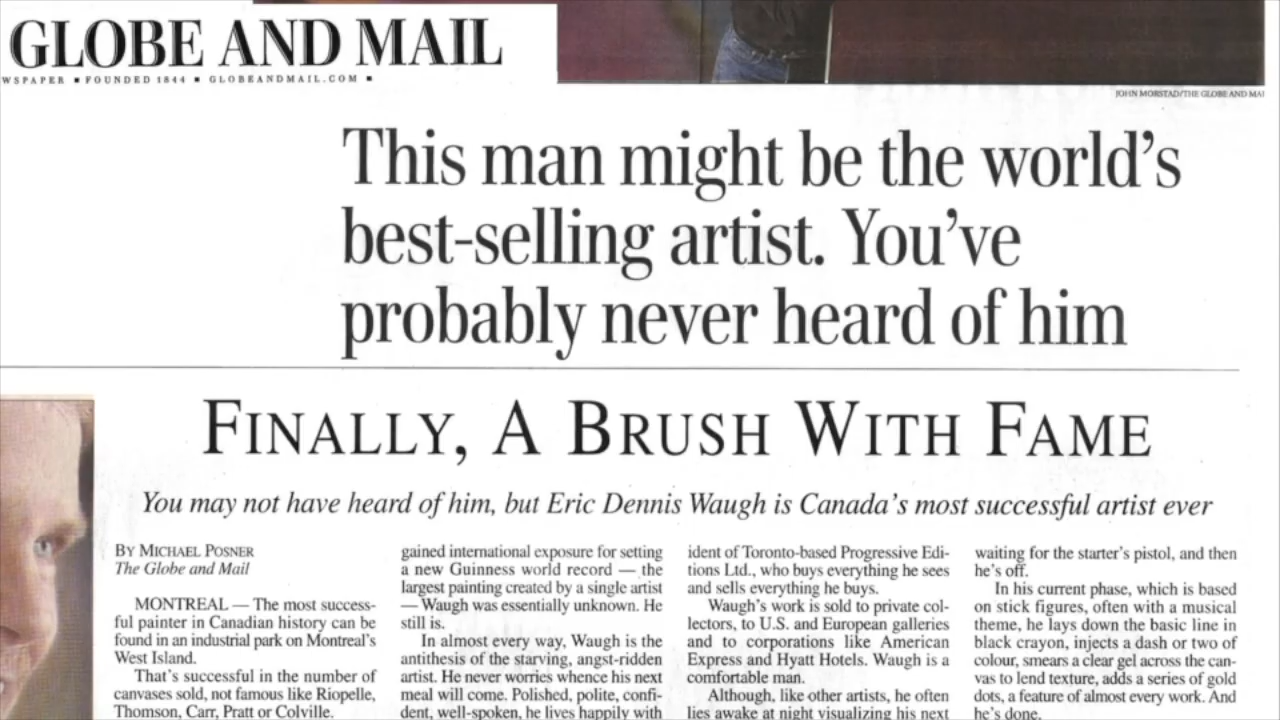 GLOBE AND MAIL
WSPAPER ■ FOUNDED 1844 ■ GLOBEANDMAIL.COM ■
JOHN MORSTAD/THE GLOBE AND MAI
This man might be the world's
best-selling artist. You've
probably never heard of him
FINALLY, A BRUSH WITH FAME
You may not have heard of him, but Eric Dennis Waugh is Canada's most successful artist ever
BY MICHAEL POSNER
The Globe and Mail
MONTREAL — The most success-
ful painter in Canadian history can be
found in an industrial park on Montreal's
West Island.
That's successful in the number of
canvases sold, not famous like Riopelle,
Thomson, Carr, Pratt or Colville.
gained international exposure for setting
a new Guinness world record — the
largest painting created by a single artist
— Waugh was essentially unknown. He
still is.
In almost every way, Waugh is the
antithesis of the starving, angst-ridden
artist. He never worries whence his next
meal will come. Polished, polite, confi-
dent, well-spoken, he lives happily with
ident of Toronto-based Progressive Edi-
tions Ltd., who buys everything he sees
and sells everything he buys.
Waugh's work is sold to private col-
lectors, to U.S. and European galleries
and to corporations like American
Express and Hyatt Hotels. Waugh is a
comfortable man.
Although, like other artists, he often
lies awake at night visualizing his next
waiting for the starter's pistol, and then
he's off.
In his current phase, which is based
on stick figures, often with a musical
theme, he lays down the basic line in
black crayon, injects a dash or two of
colour, smears a clear gel across the can-
vas to lend texture, adds a series of gold
dots, a feature of almost every work. And
he's done.